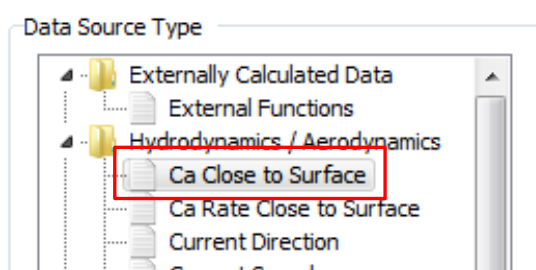 Data Source Type
Externally Calculated Data
External Functions
Hydrodynamics / Aerodynamics
Ca Close to Surface
Ca Rate Close to Surface
Current Direction